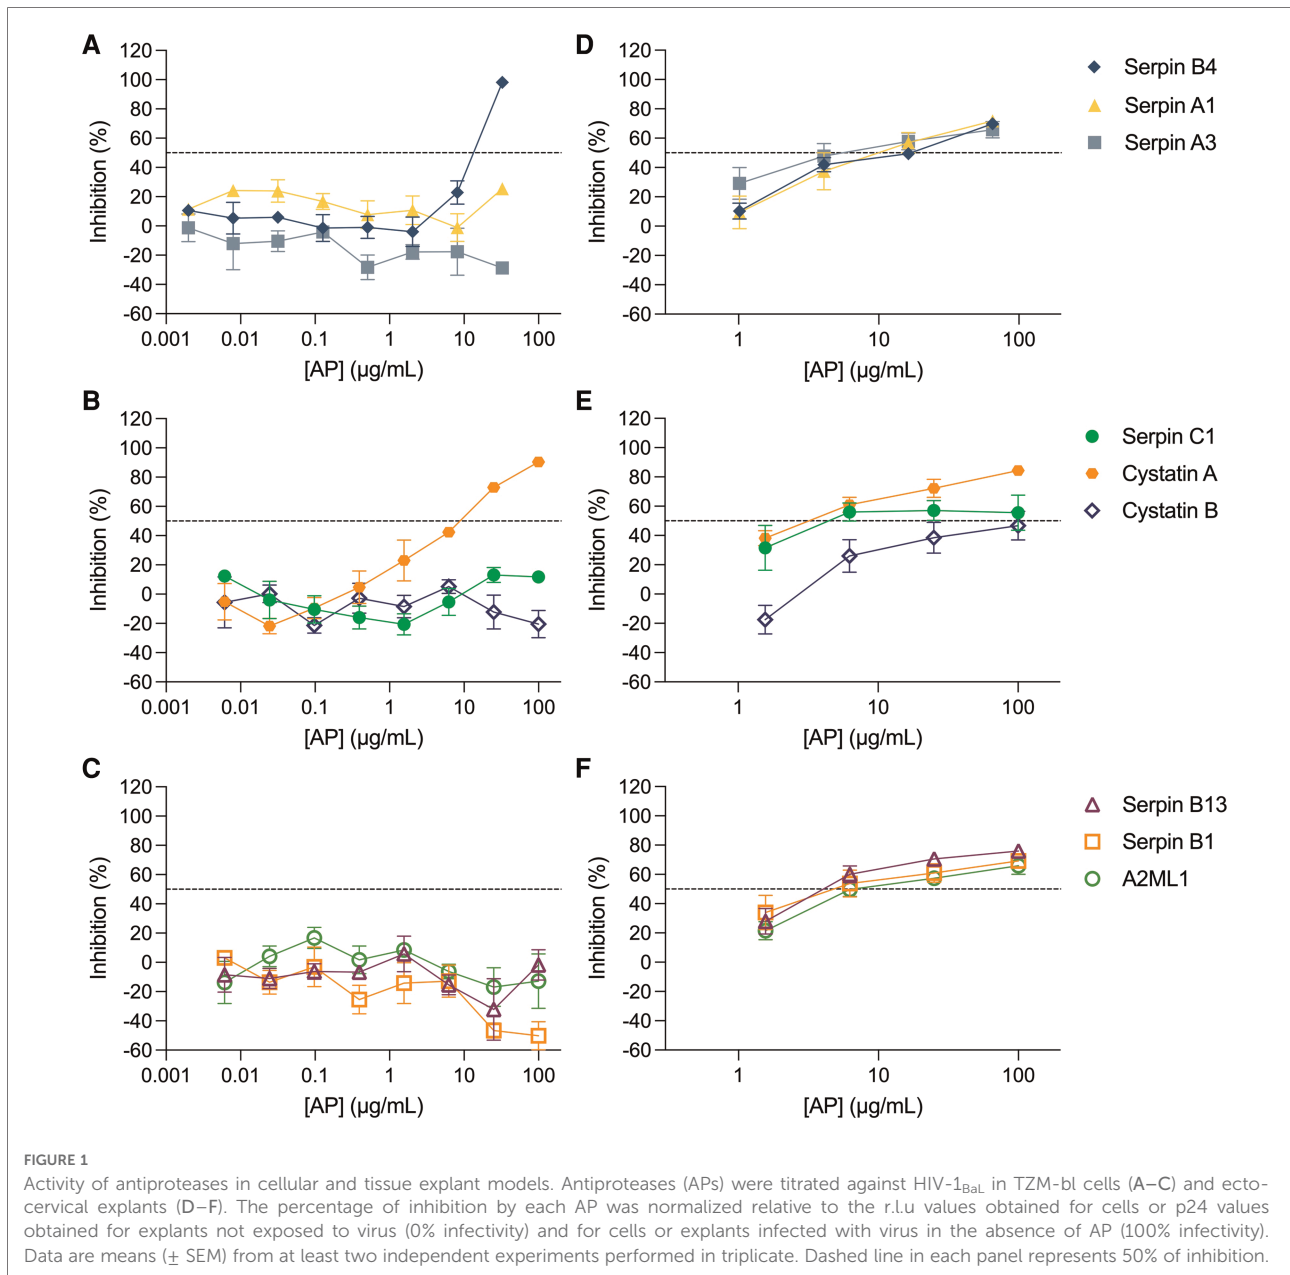 A
120
100
80
60
40
20
0
-20
-40
-60
Inhibition (%)
0.001 0.01 0.1 1 10 100
[AP] (µg/mL)
D
120
100
80
60
40
20
0
-20
-40
-60
Inhibition (%)
1 10 100
[AP] (µg/mL)
Serpin B4
Serpin A1
Serpin A3
B
120
100
80
60
40
20
0
-20
-40
-60
Inhibition (%)
0.001 0.01 0.1 1 10 100
[AP] (µg/mL)
E
120
100
80
60
40
20
0
-20
-40
-60
Inhibition (%)
1 10 100
[AP] (µg/mL)
Serpin C1
Cystatin A
Cystatin B
C
120
100
80
60
40
20
0
-20
-40
-60
Inhibition (%)
0.001 0.01 0.1 1 10 100
[AP] (µg/mL)
F
120
100
80
60
40
20
0
-20
-40
-60
Inhibition (%)
1 10 100
[AP] (µg/mL)
Serpin B13
Serpin B1
A2ML1
FIGURE 1
Activity of antiproteases in cellular and tissue explant models. Antiproteases (APs) were titrated against HIV-1BaL in TZM-bl cells (A–C) and ecto-
cervical explants (D–F). The percentage of inhibition by each AP was normalized relative to the r.l.u values obtained for cells or p24 values
obtained for explants not exposed to virus (0% infectivity) and for cells or explants infected with virus in the absence of AP (100% infectivity).
Data are means (± SEM) from at least two independent experiments performed in triplicate. Dashed line in each panel represents 50% of inhibition.